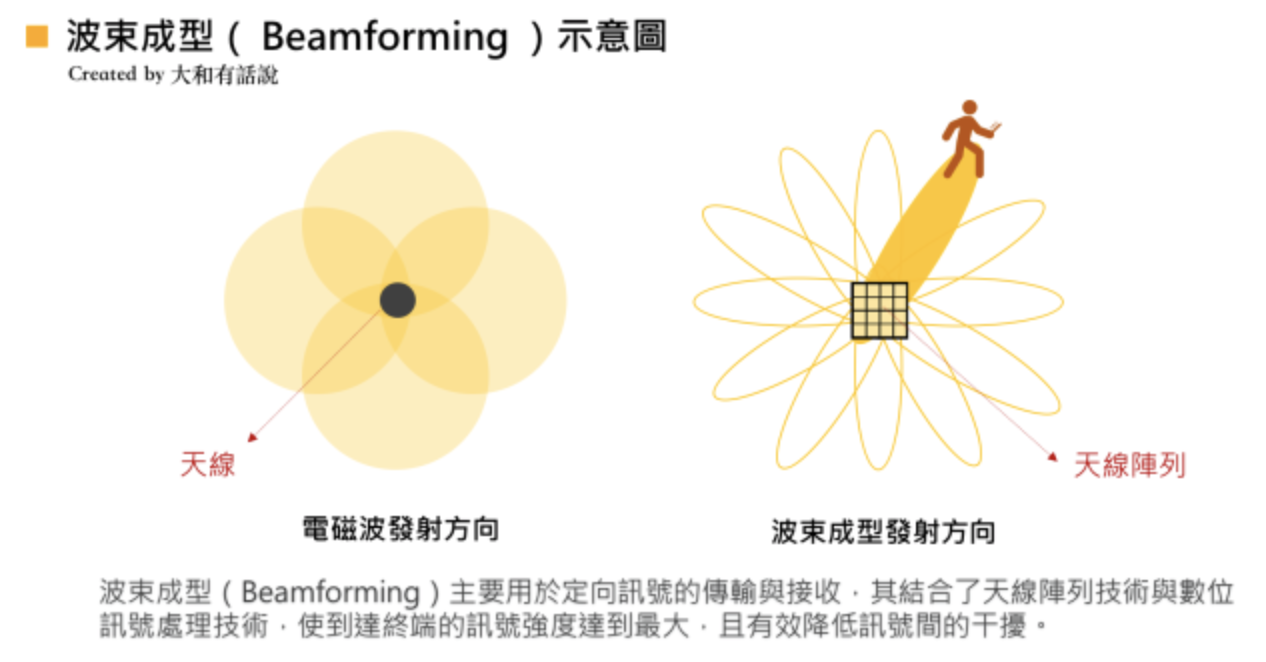 波束成型（ Beamforming ）示意圖
Created by 大和有話說
天線
天線陣列
電磁波發射方向
波束成型發射方向
波束成型（Beamforming）主要用於定向訊號的傳輸與接收，其結合了天線陣列技術與數位
訊號處理技術，使到達終端的訊號強度達到最大，且有效降低訊號間的干擾。